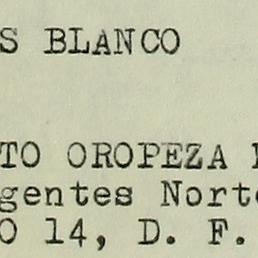 S BLANCO
TO OROPEZA
gentes Norte
O 14, D. F.